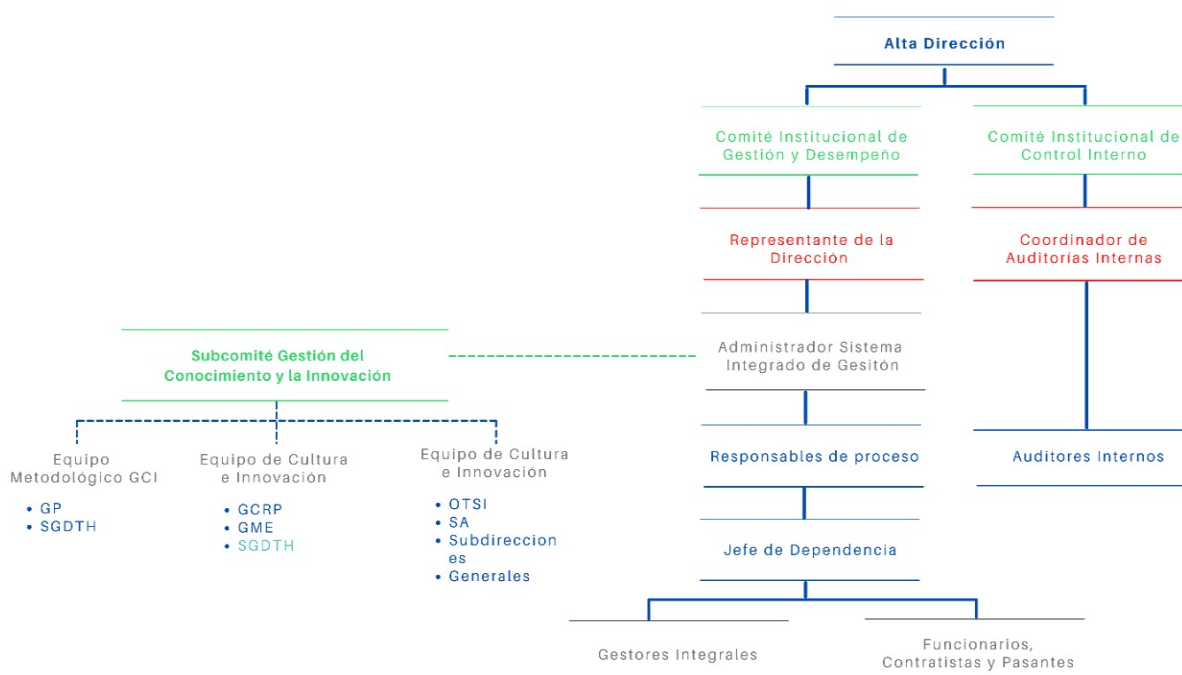 Alta Dirección
Comité Institucional de
Gestión y Desempeño
Comité Institucional de
Control Interno
Representante de la
Dirección
Coordinador de
Auditorías Internas
Administrador Sistema
Integrado de Gesitón
Subcomité Gestión del
Conocimiento y la Innovación
Responsables de proceso
Auditores Internos
Equipo
Metodológico GCI
• GP
• SGDTH
Equipo de Cultura
e Innovación
• GCRP
• GME
• SGDTH
Equipo de Cultura
e Innovación
• OTSI
• SA
• Subdireccion
es
• Generales
Jefe de Dependencia
Gestores Integrales
Funcionarios,
Contratistas y Pasantes